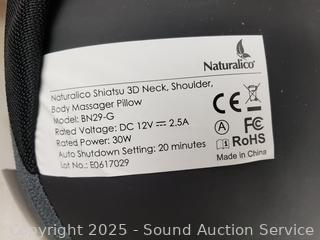 Naturalico
Naturalico Shiatsu 3D Neck, Shoulder,
Body Massager Pillow
Model: BN29-G
Rated Voltage: DC 12V ⎓ 2.5A
Rated Power: 30W
Auto Shutdown Setting: 20 minutes
Lot No.: E0617029
CE
A FC
RoHS
Made in China
Copyright 2025 - Sound Auction Service